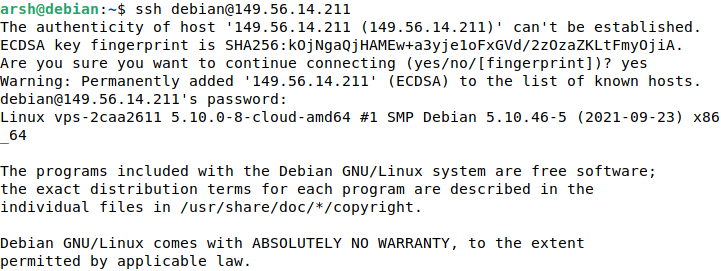 arsh@debian:~$ ssh debian@149.56.14.211
The authenticity of host '149.56.14.211 (149.56.14.211)' can't be established.
ECDSA key fingerprint is SHA256:kOjNgaQjHAMEw+a3yje1oFxGVd/2zOzaZKLtFmyOjiA.
Are you sure you want to continue connecting (yes/no/[fingerprint])? yes
Warning: Permanently added '149.56.14.211' (ECDSA) to the list of known hosts.
debian@149.56.14.211's password:
Linux vps-2caa2611 5.10.0-8-cloud-amd64 #1 SMP Debian 5.10.46-5 (2021-09-23) x86
_64
The programs included with the Debian GNU/Linux system are free software;
the exact distribution terms for each program are described in the
individual files in /usr/share/doc/*/copyright.
Debian GNU/Linux comes with ABSOLUTELY NO WARRANTY, to the extent
permitted by applicable law.